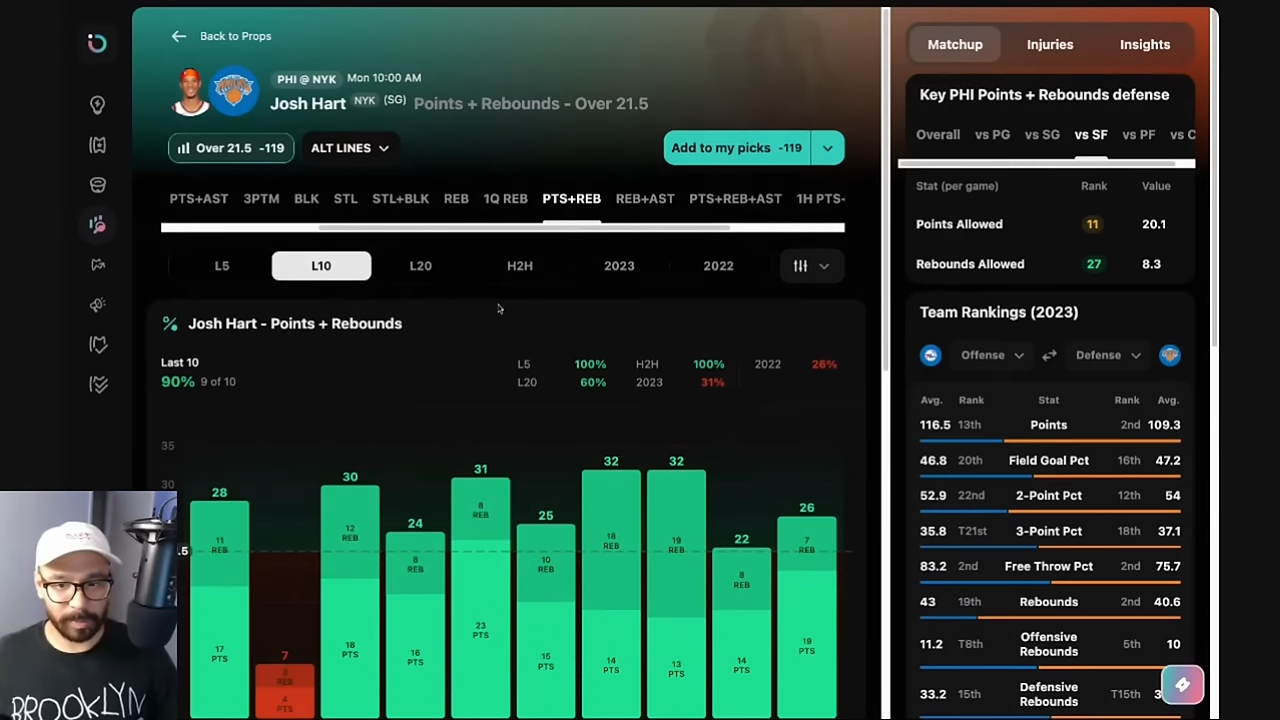 Back to Props
PHI @ NYK Mon 10:00 AM
Josh Hart NYK (SG) Points + Rebounds - Over 21.5
Over 21.5 -119 ALT LINES
Add to my picks -119
PTS+AST 3PTM BLK STL STL+BLK REB 1Q REB PTS+REB REB+AST PTS+REB+AST 1H PTS+
L5 L10 L20 H2H 2023 2022
Josh Hart - Points + Rebounds
Last 10
90% 9 of 10
L5 100% H2H 100% 2022 26%
L20 60% 2023 31%
35
30
.5
28
11
REB
17
PTS
7
3
REB
4
PTS
30
12
REB
18
PTS
24
8
REB
16
PTS
31
8
REB
23
PTS
25
10
REB
15
PTS
32
18
REB
14
PTS
32
19
REB
13
PTS
22
8
REB
14
PTS
26
7
REB
19
PTS
Matchup Injuries Insights
Key PHI Points + Rebounds defense
Overall vs PG vs SG vs SF vs PF vs C
Stat (per game) Rank Value
Points Allowed 11 20.1
Rebounds Allowed 27 8.3
Team Rankings (2023)
Offense Defense
Avg. Rank Stat Rank Avg.
116.5 13th Points 2nd 109.3
46.8 20th Field Goal Pct 16th 47.2
52.9 22nd 2-Point Pct 12th 54
35.8 T21st 3-Point Pct 18th 37.1
83.2 2nd Free Throw Pct 2nd 75.7
43 19th Rebounds 2nd 40.6
11.2 T8th Offensive Rebounds 5th 10
33.2 15th Defensive Rebounds T15th
BROOKLYN